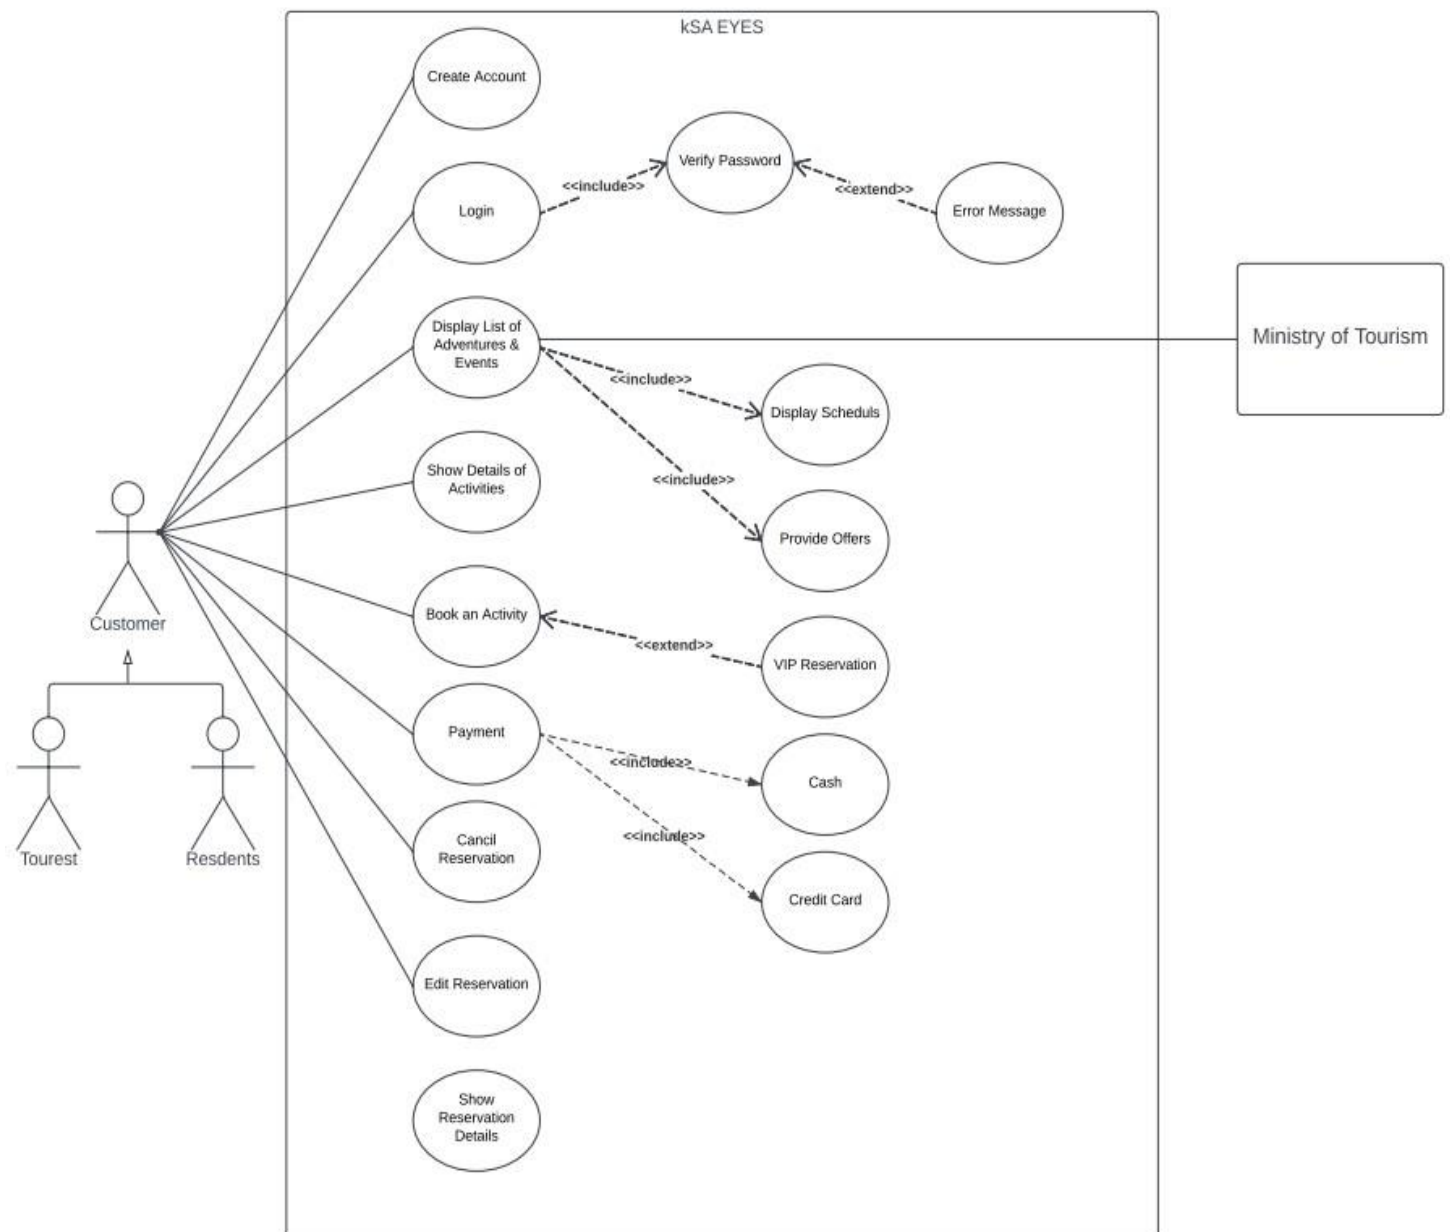 kSA EYES
Create Account
Verify Password
<<include>>
<<extend>>
Login
Error Message
Display List of
Adventures &
Events
Ministry of Tourism
<<include>>
Display Scheduls
Show Details of
Activities
<<include>>
Provide Offers
Customer
Book an Activity
<<extend>>
VIP Reservation
Payment
<<include>>
Cash
<<include>>
Tourest
Resdents
Cancil
Reservation
Credit Card
Edit Reservation
Show
Reservation
Details